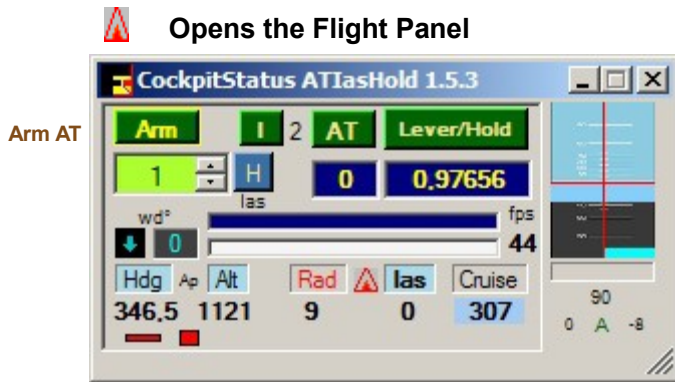 Opens the Flight Panel
CockpitStatus ATIasHold 1.5.3
Arm AT
Arm I 2 AT Lever/Hold
1 H 0 0,97656
Ias
wd° fps
0 44
Hdg Ap Alt Rad Ias Cruise
346,5 1121 9 0 307
90
0 A -8